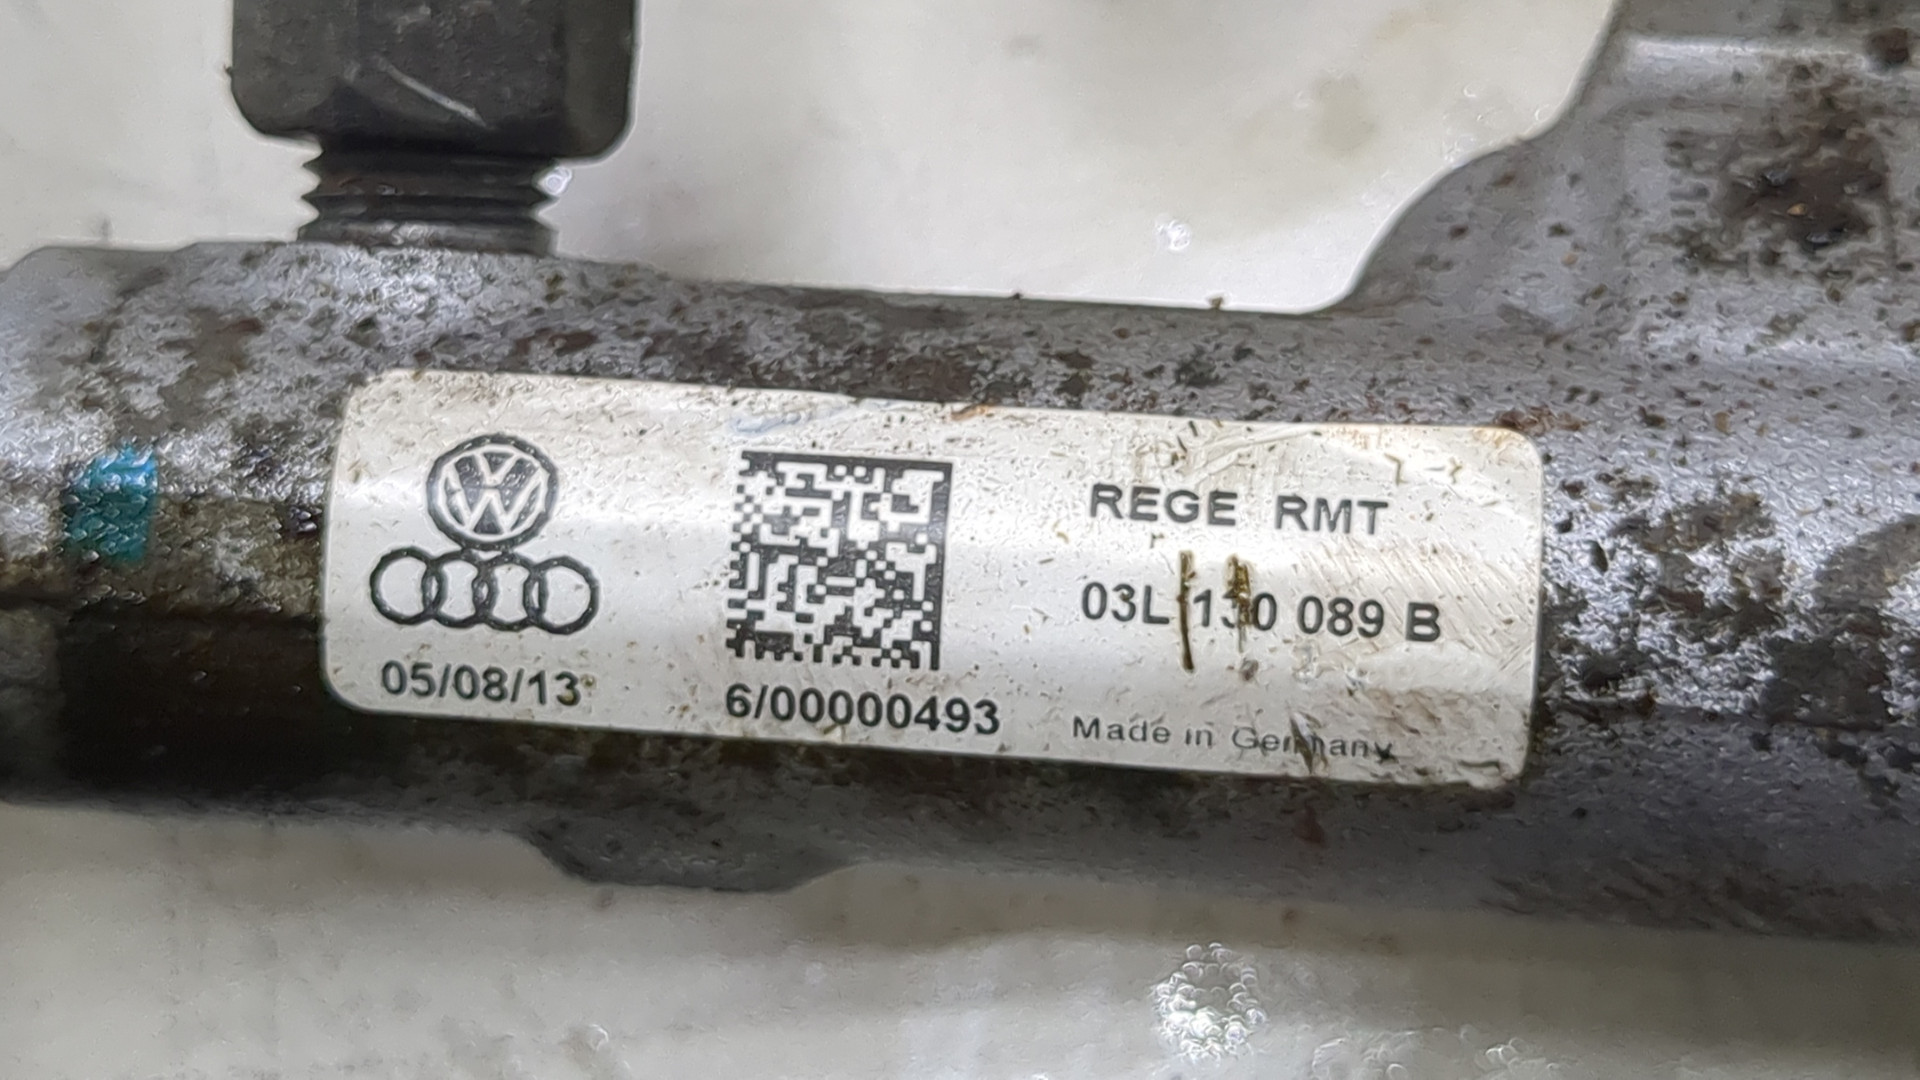 REGE RMT
03L 130 089 B
05/08/13
6/00000493
Made in Germany